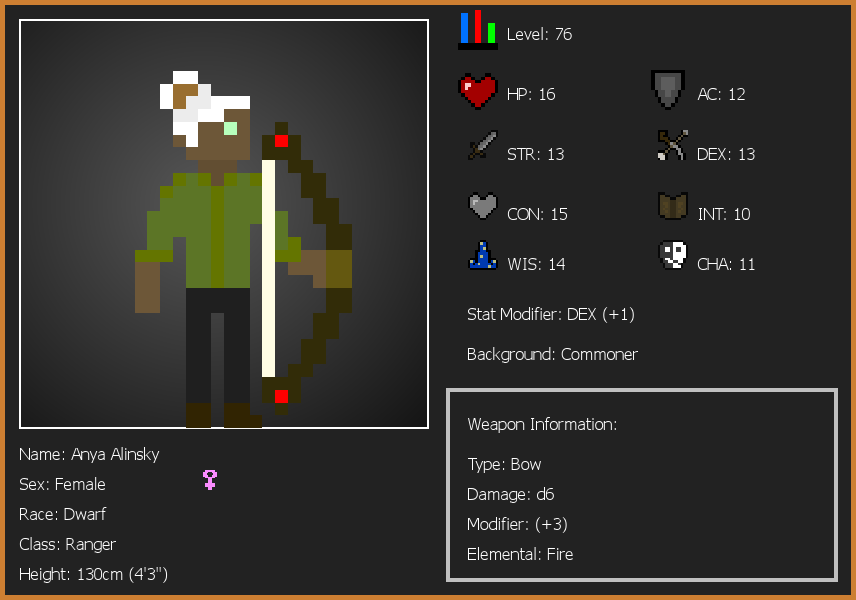 Level: 76
HP: 16
AC: 12
STR: 13
DEX: 13
CON: 15
INT: 10
WIS: 14
CHA: 11
Stat Modifier: DEX (+1)
Background: Commoner
Weapon Information:
Type: Bow
Damage: d6
Modifier: (+3)
Elemental: Fire
Name: Anya Alinsky
Sex: Female
Race: Dwarf
Class: Ranger
Height: 130cm (4'3")